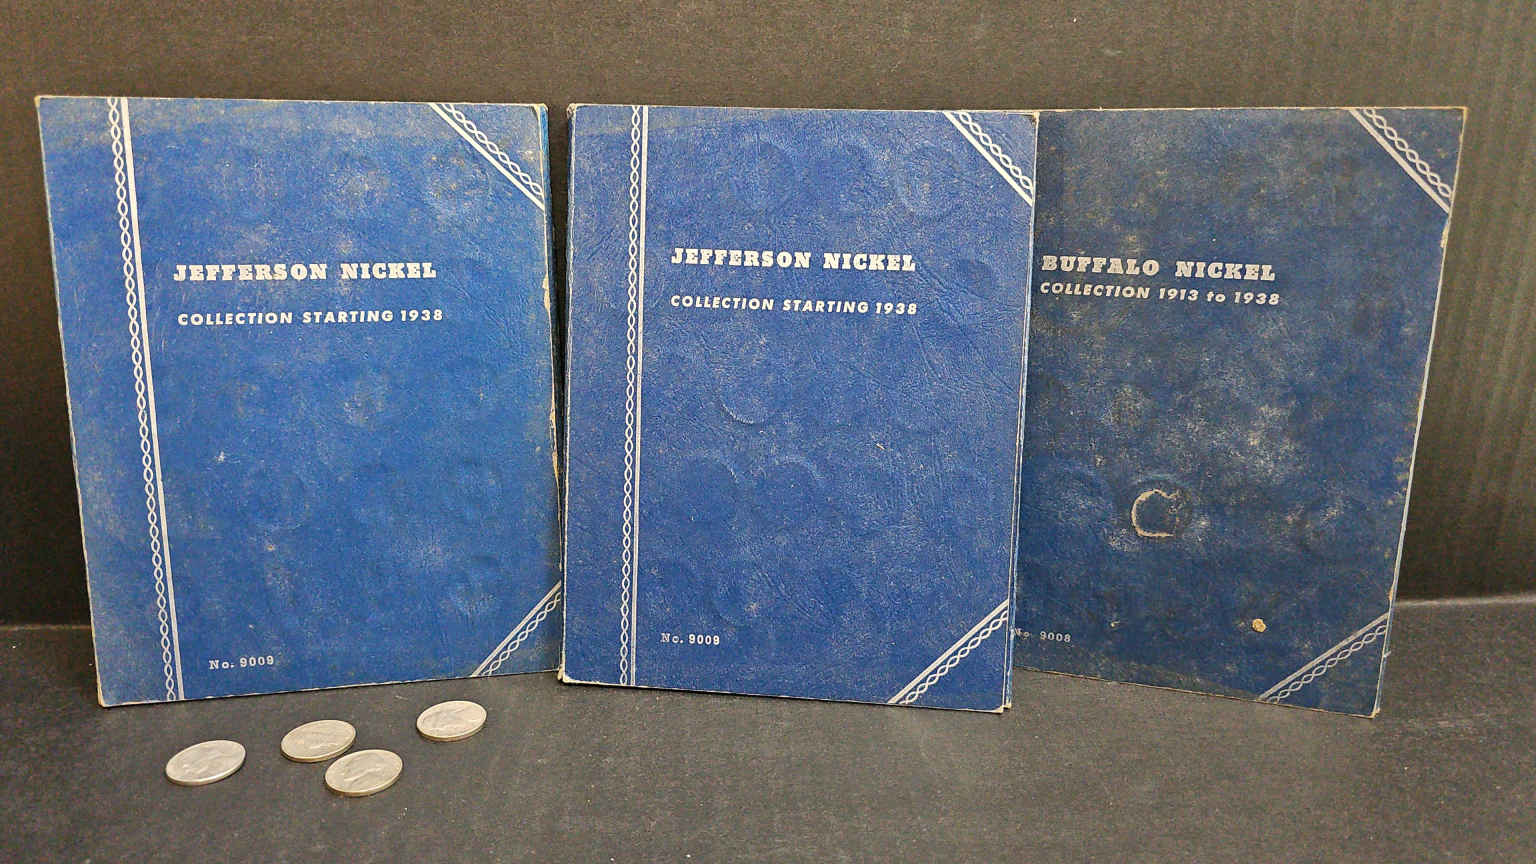 JEFFERSON NICKEL
COLLECTION STARTING 1938
No. 9009
JEFFERSON NICKEL
COLLECTION STARTING 1938
No. 9009
BUFFALO NICKEL
COLLECTION 1913 to 1938
No. 9008